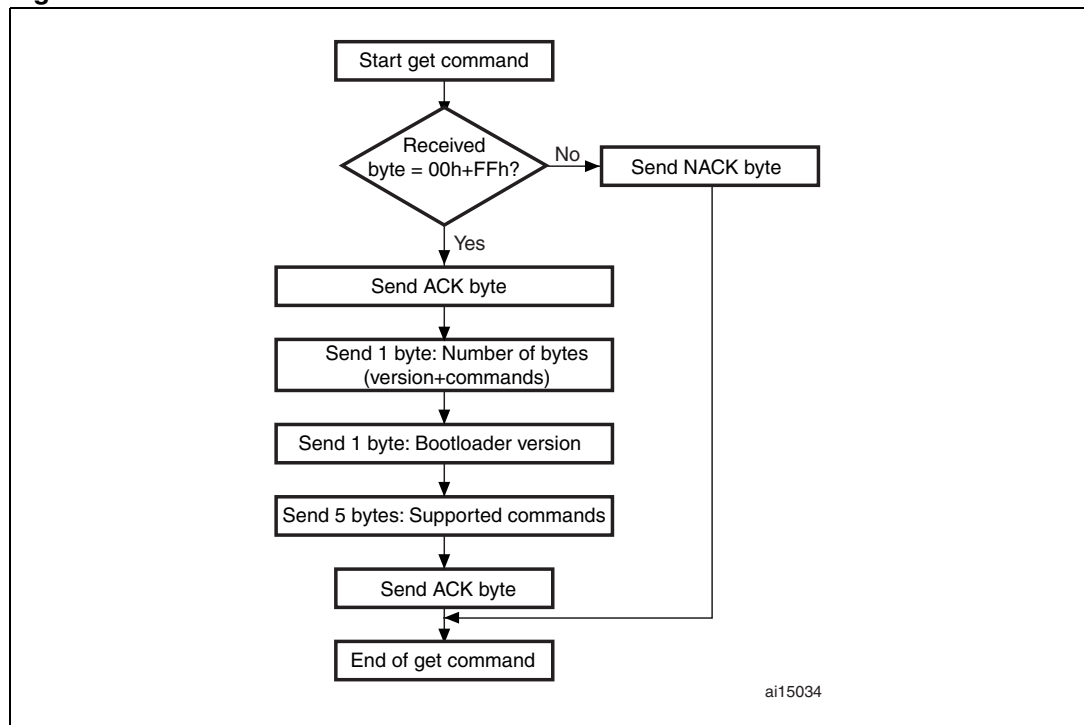 Start get command
Received
byte = 00h+FFh?
No
Send NACK byte
Yes
Send ACK byte
Send 1 byte: Number of bytes
(version+commands)
Send 1 byte: Bootloader version
Send 5 bytes: Supported commands
Send ACK byte
End of get command
ai15034